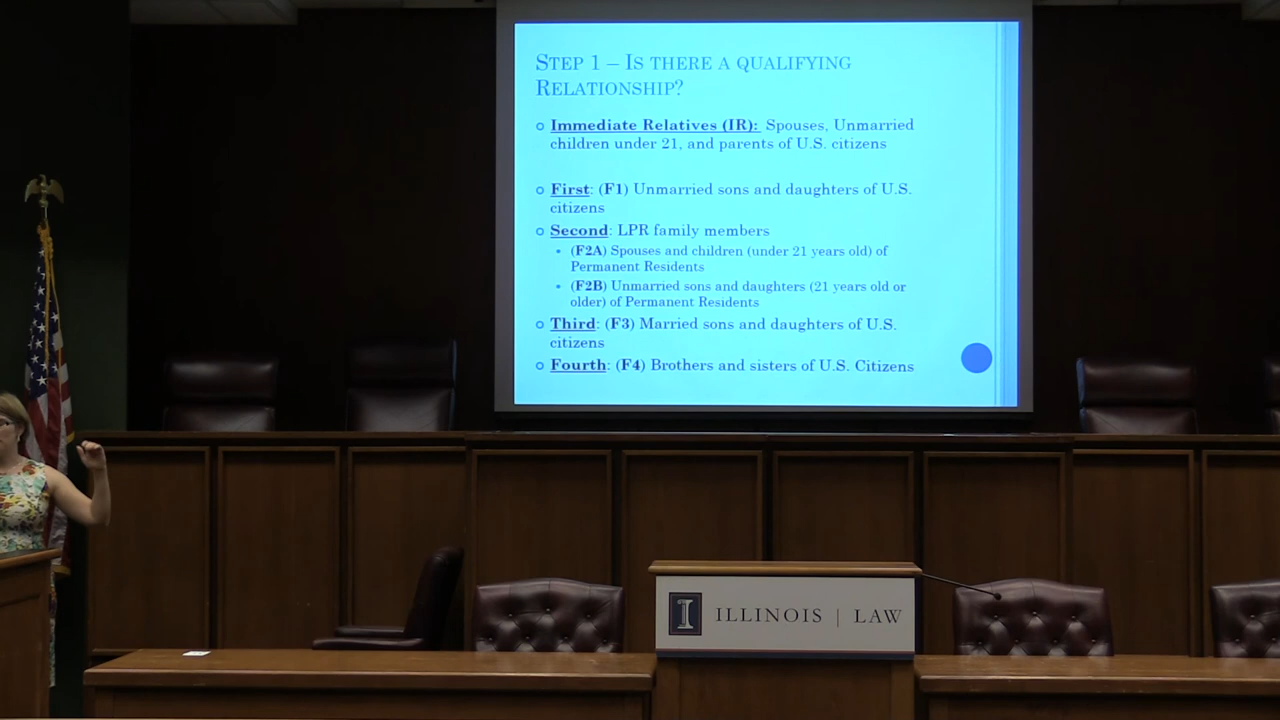 STEP 1 – IS THERE A QUALIFYING
RELATIONSHIP?
Immediate Relatives (IR): Spouses, Unmarried
children under 21, and parents of U.S. citizens
First: (F1) Unmarried sons and daughters of U.S.
citizens
Second: LPR family members
(F2A) Spouses and children (under 21 years old) of
Permanent Residents
(F2B) Unmarried sons and daughters (21 years old or
older) of Permanent Residents
Third: (F3) Married sons and daughters of U.S.
citizens
Fourth: (F4) Brothers and sisters of U.S. Citizens
I ILLINOIS | LAW